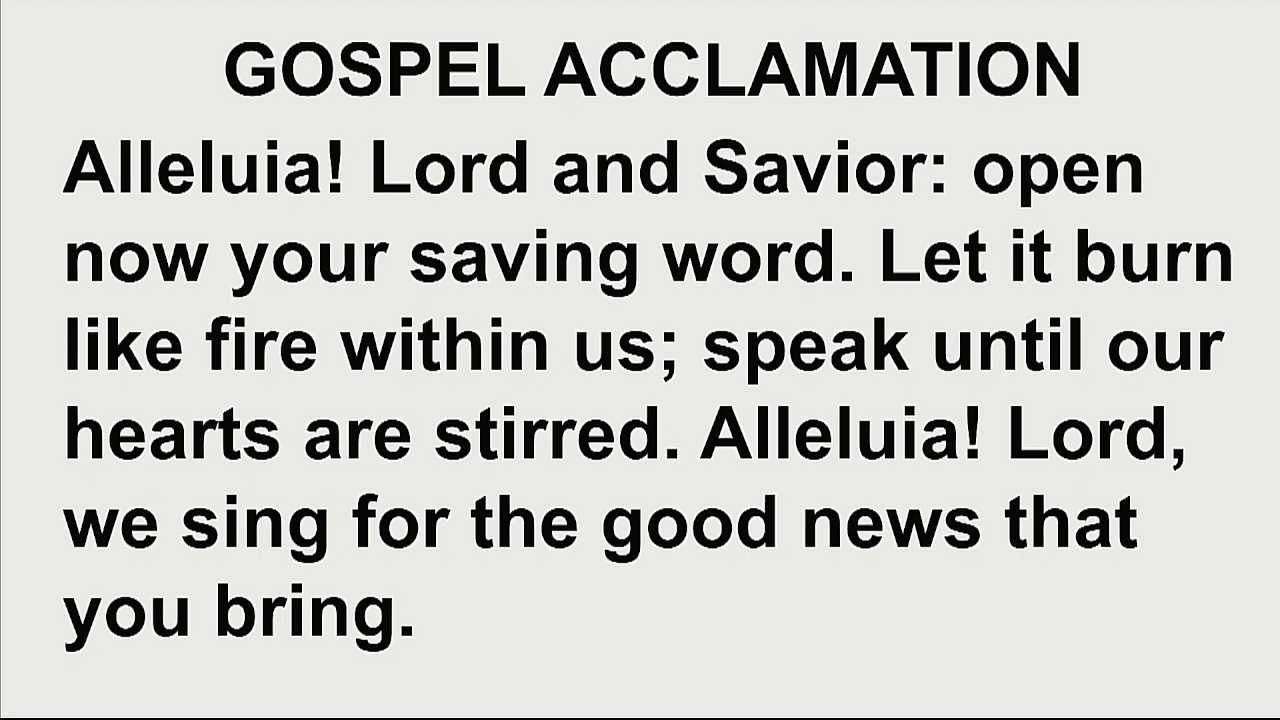 GOSPEL ACCLAMATION
Alleluia! Lord and Savior: open
now your saving word. Let it burn
like fire within us; speak until our
hearts are stirred. Alleluia! Lord,
we sing for the good news that
you bring.